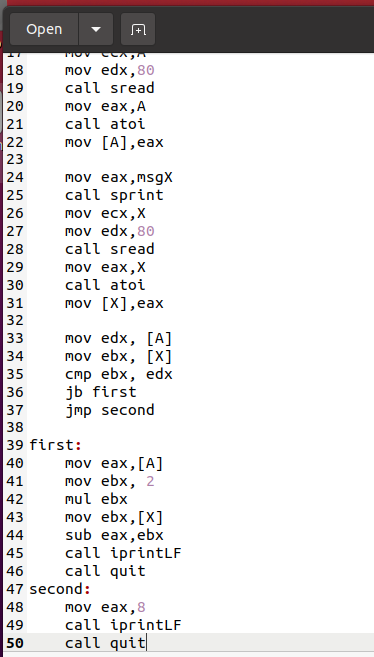 Open
17 mov ecx,A
18 mov edx,80
19 call sread
20 mov eax,A
21 call atoi
22 mov [A],eax
23
24 mov eax,msgX
25 call sprint
26 mov ecx,X
27 mov edx,80
28 call sread
29 mov eax,X
30 call atoi
31 mov [X],eax
32
33 mov edx, [A]
34 mov ebx, [X]
35 cmp ebx, edx
36 jb first
37 jmp second
38
39 first:
40 mov eax,[A]
41 mov ebx, 2
42 mul ebx
43 mov ebx,[X]
44 sub eax,ebx
45 call iprintLF
46 call quit
47 second:
48 mov eax,8
49 call iprintLF
50 call quit